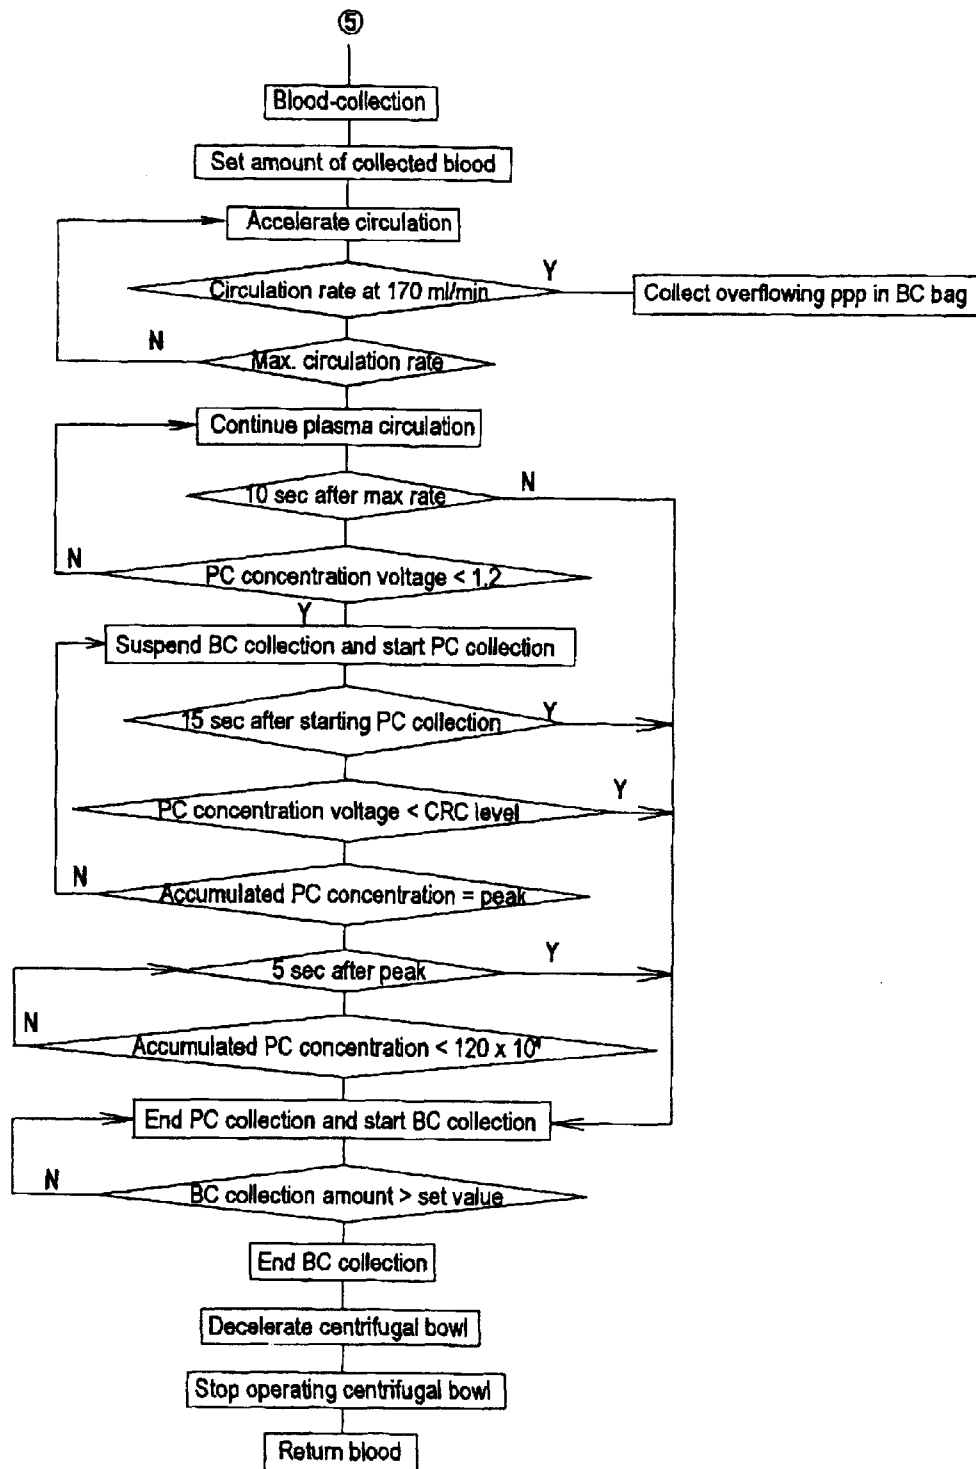 ⑤
Blood-collection
Set amount of collected blood
Accelerate circulation
Y
Circulation rate at 170 ml/min
Collect overflowing ppp in BC bag
N
Max. circulation rate
Continue plasma circulation
10 sec after max rate
N
N
PC concentration voltage < 1.2
Y
Suspend BC collection and start PC collection
15 sec after starting PC collection
Y
Y
PC concentration voltage < CRC level
N
Accumulated PC concentration = peak
Y
5 sec after peak
N
Accumulated PC concentration < 120 x 10⁴
End PC collection and start BC collection
N
BC collection amount > set value
End BC collection
Decelerate centrifugal bowl
Stop operating centrifugal bowl
Return blood